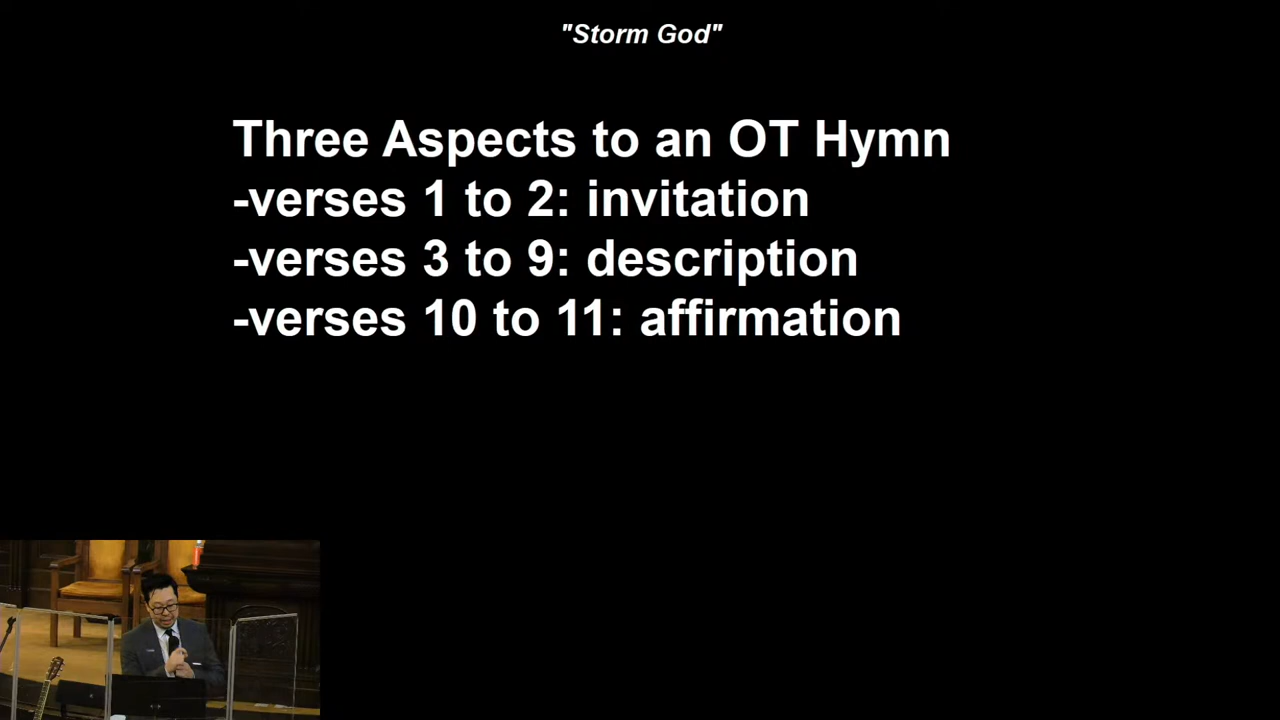 "Storm God"
Three Aspects to an OT Hymn
-verses 1 to 2: invitation
-verses 3 to 9: description
-verses 10 to 11: affirmation